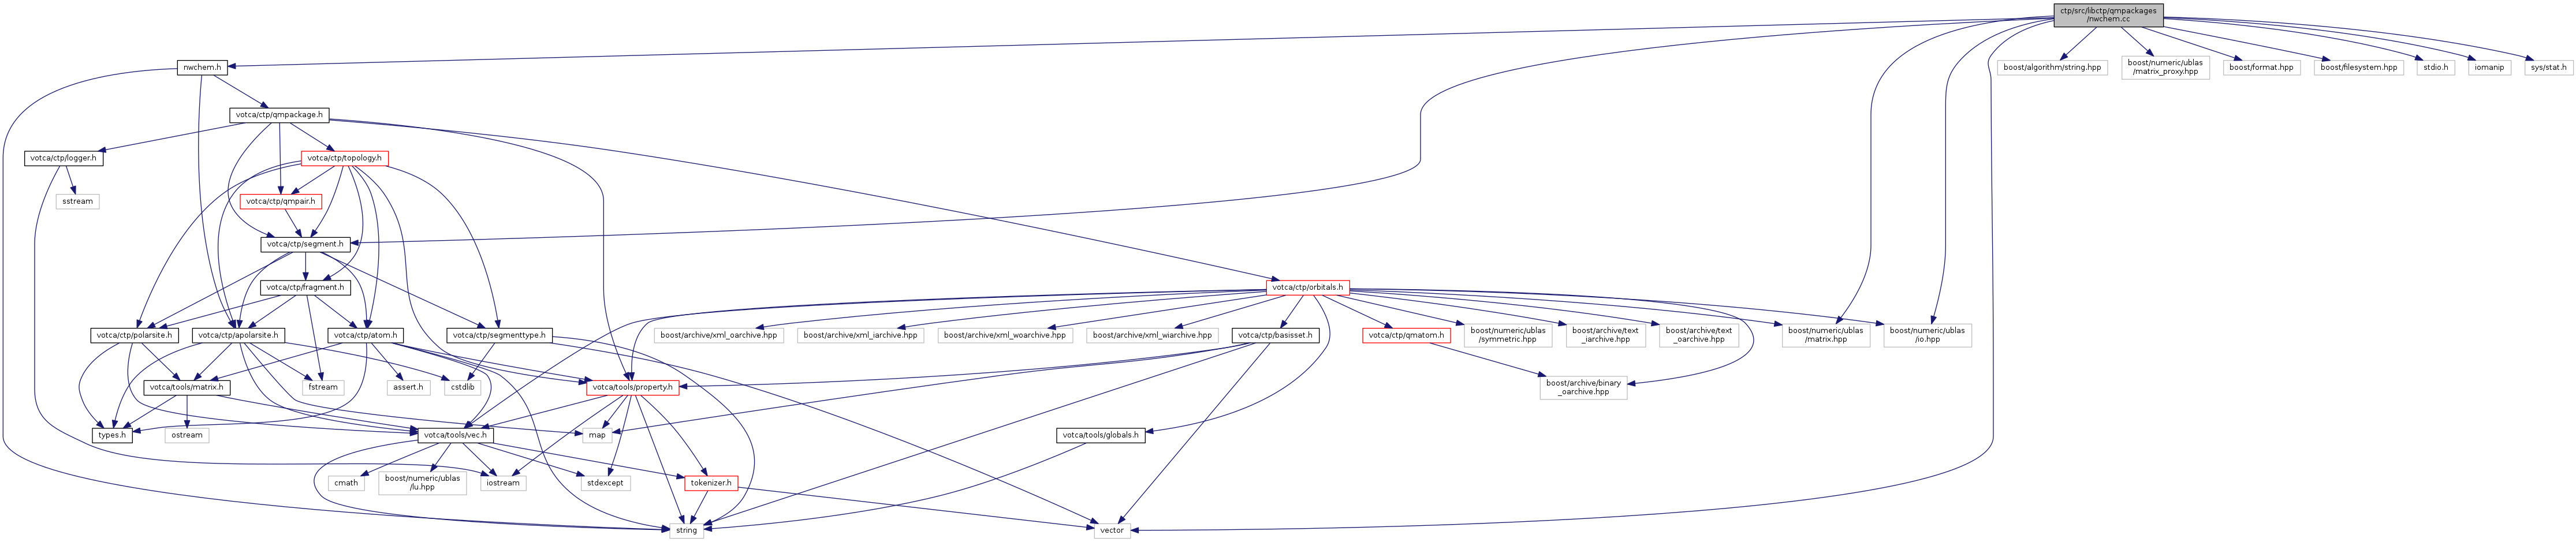 ctp/src/libctp/qmpackages
/nwchem.cc
nwchem.h
boost/algorithm/string.hpp
boost/numeric/ublas
/matrix_proxy.hpp
boost/format.hpp
boost/filesystem.hpp
stdio.h
iomanip
sys/stat.h
votca/ctp/qmpackage.h
votca/ctp/logger.h
votca/ctp/topology.h
sstream
votca/ctp/qmpair.h
votca/ctp/segment.h
votca/ctp/fragment.h
votca/ctp/orbitals.h
votca/ctp/polarsite.h
votca/ctp/apolarsite.h
votca/ctp/atom.h
votca/ctp/segmenttype.h
boost/archive/xml_oarchive.hpp
boost/archive/xml_iarchive.hpp
boost/archive/xml_woarchive.hpp
boost/archive/xml_wiarchive.hpp
votca/ctp/basisset.h
votca/ctp/qmatom.h
boost/numeric/ublas
/symmetric.hpp
boost/archive/text
_iarchive.hpp
boost/archive/text
_oarchive.hpp
boost/numeric/ublas
/matrix.hpp
boost/numeric/ublas
/io.hpp
votca/tools/matrix.h
fstream
assert.h
cstdlib
votca/tools/property.h
boost/archive/binary
_oarchive.hpp
types.h
ostream
votca/tools/vec.h
map
votca/tools/globals.h
cmath
boost/numeric/ublas
/lu.hpp
iostream
stdexcept
tokenizer.h
string
vector